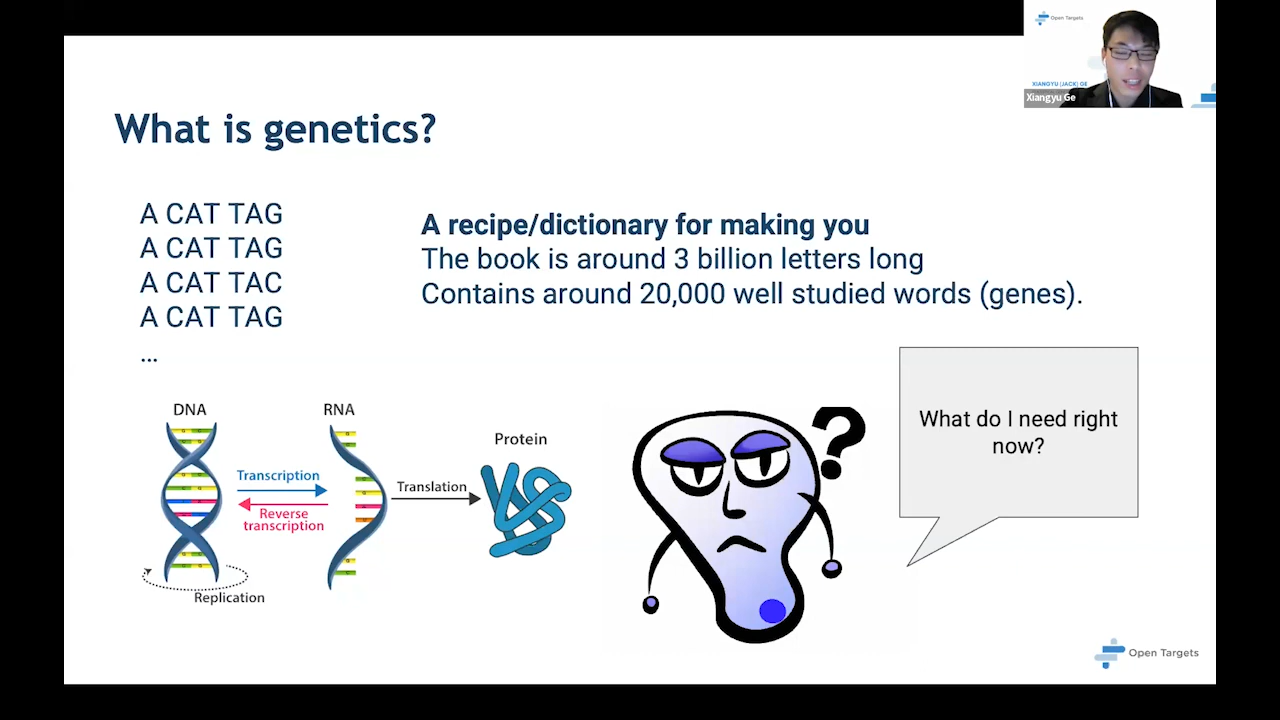 Open Targets
XIANGYU (JACK) GE
Xiangyu Ge
What is genetics?
A CAT TAG
A CAT TAG
A CAT TAC
A CAT TAG
...
A recipe/dictionary for making you
The book is around 3 billion letters long
Contains around 20,000 well studied words (genes).
What do I need right
now?
?
DNA
RNA
Protein
Transcription
Reverse
transcription
Translation
Replication
Open Targets